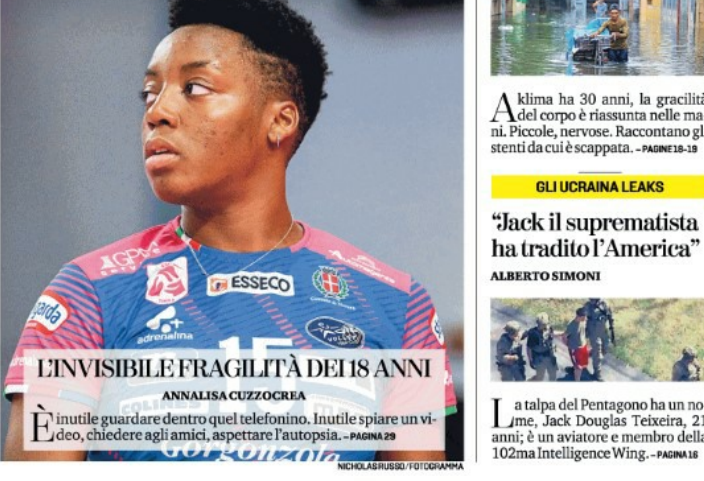 IGPM
ESSECO
garda
adrenalina
VOLLEY
15
COLINES
L'INVISIBILE FRAGILITÀ DEI 18 ANNI
ANNALISA CUZZOCREA
È inutile guardare dentro quel telefonino. Inutile spiare un vi-
deo, chiedere agli amici, aspettare l'autopsia. – PAGINA 29
Gorgonzola
NICHOLAS RUSSO/FOTOGRAMMA
Aklima ha 30 anni, la gracilità
del corpo è riassunta nelle ma-
ni. Piccole, nervose. Raccontano gl
stenti da cui è scappata. – PAGINE 18-19
GLI UCRAINA LEAKS
“Jack il suprematista
ha tradito l'America”
ALBERTO SIMONI
La talpa del Pentagono ha un no-
me, Jack Douglas Teixeira, 21
anni; è un aviatore e membro della
102ma Intelligence Wing. – PAGINA 16